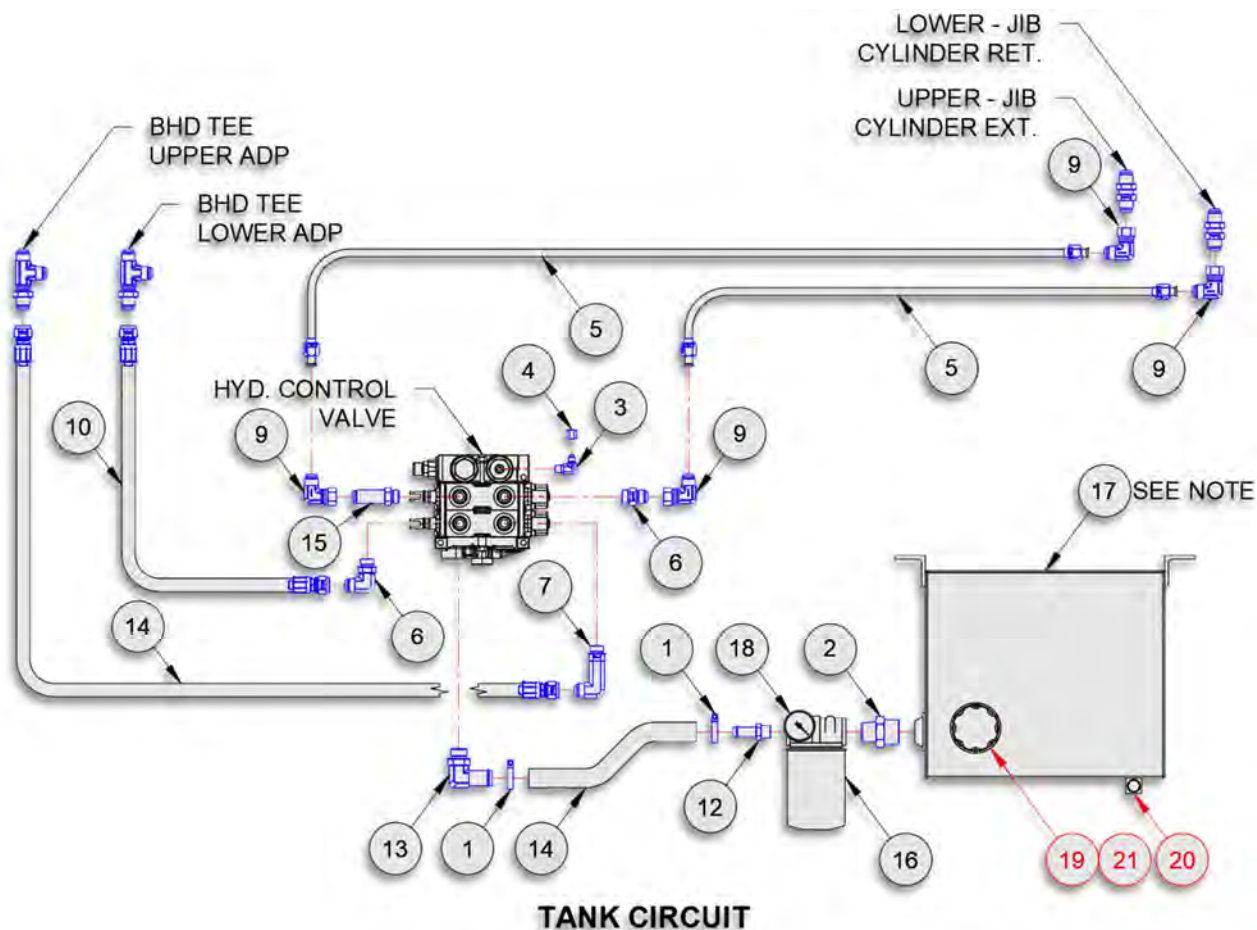 LOWER - JIB
CYLINDER RET.
UPPER - JIB
CYLINDER EXT.
BHD TEE
UPPER ADP
9
BHD TEE
LOWER ADP
5
5
9
4
HYD. CONTROL
VALVE
3
10
9
9
17 SEE NOTE
15
6
7
14
6
1
18
2
13
1
14
12
16
19
21
20
TANK CIRCUIT